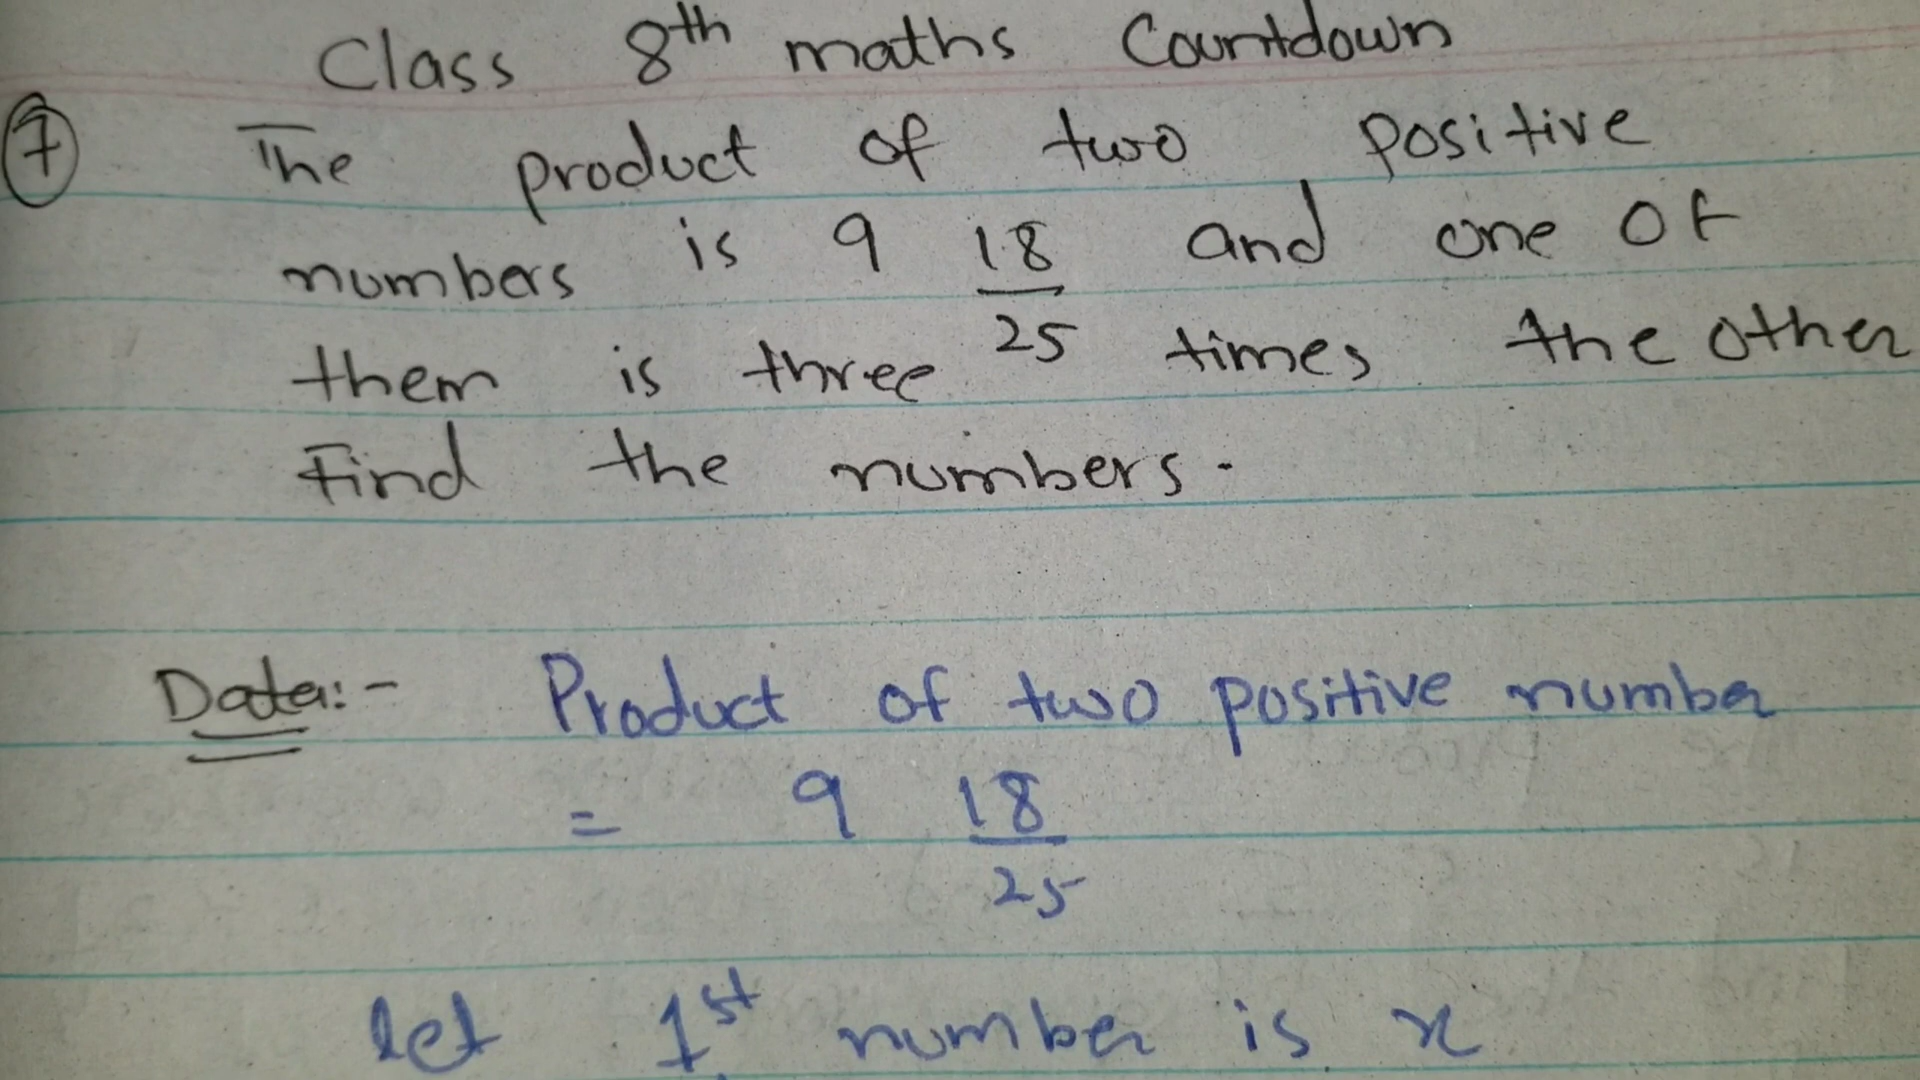 Class 8th maths Countdown
7 The product of two positive
numbers is 9 18/25 and one of
them is three times the other
Find the numbers.
Data:- Product of two positive number
= 9 18/25
let 1st number is x